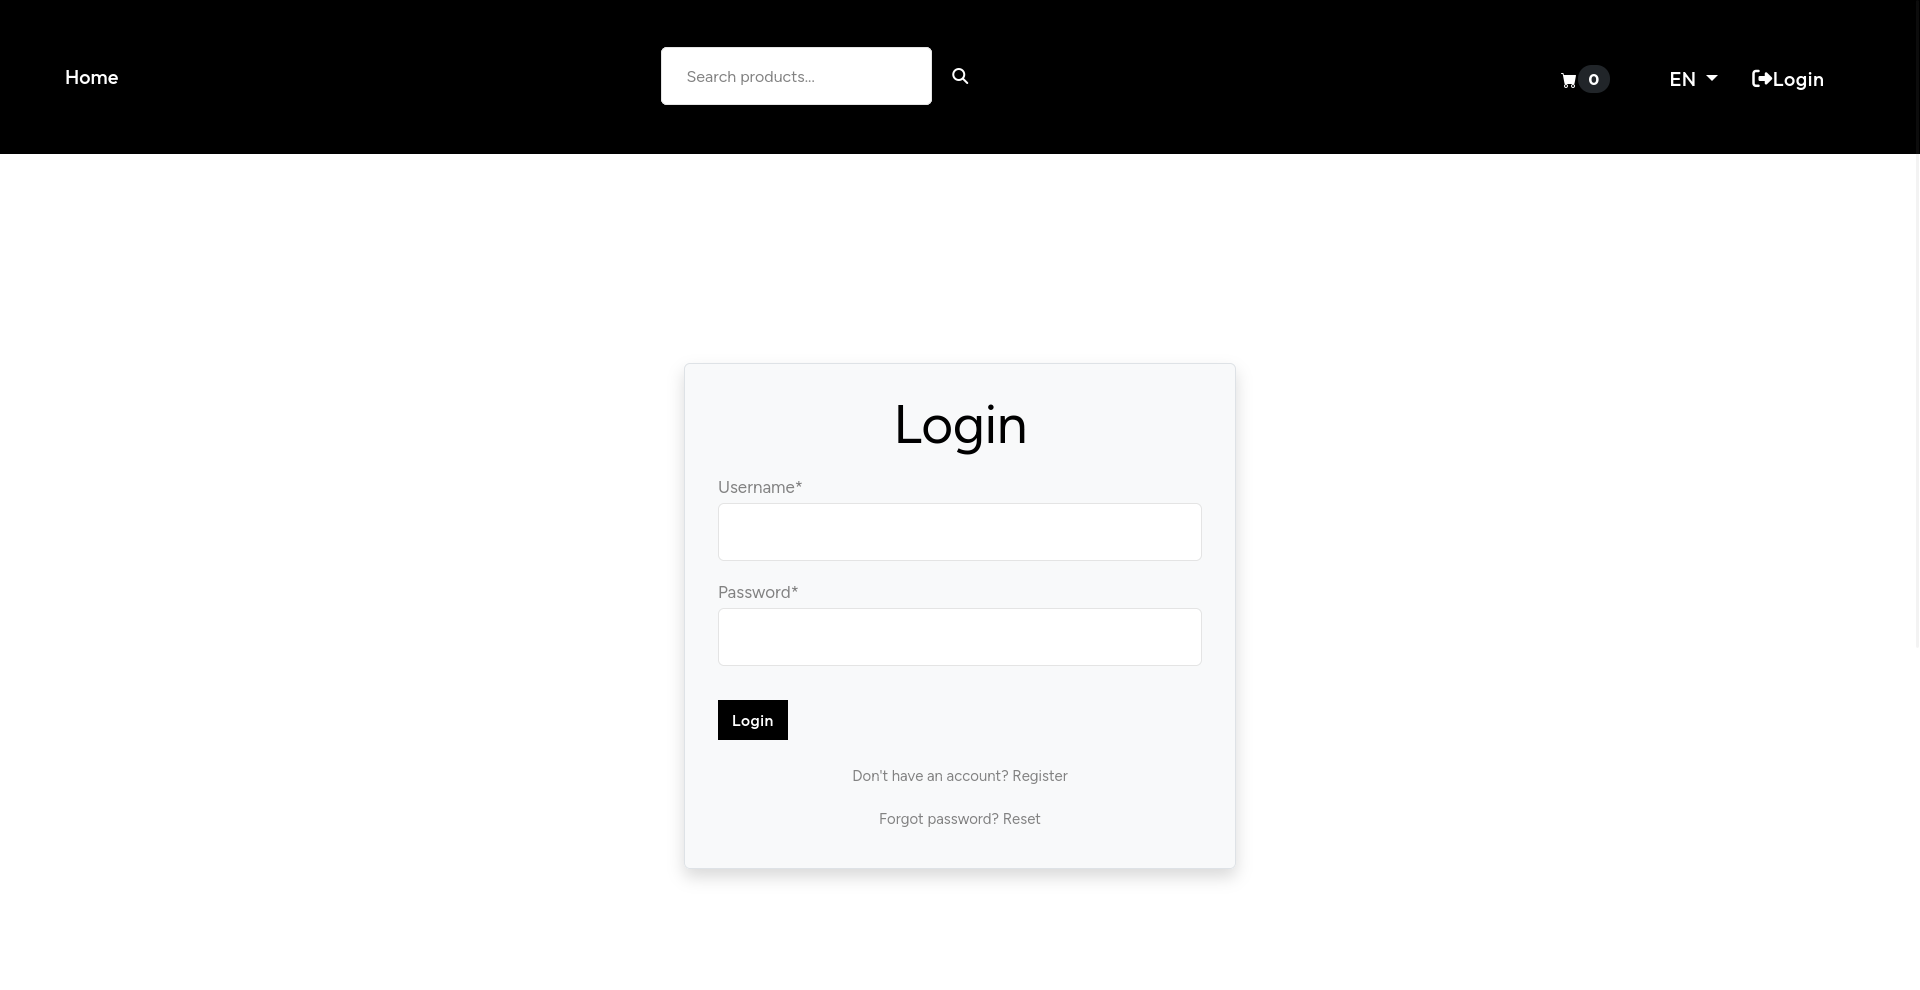 Home
Search products...
0
EN
Login
Login
Username*
Password*
Login
Don't have an account? Register
Forgot password? Reset